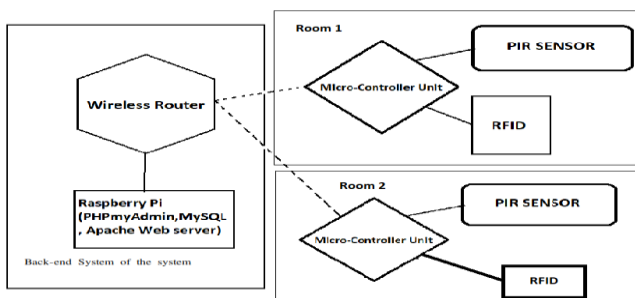 Wireless Router
Raspberry Pi
(PHPmyAdmin,MySQL
, Apache Web server)
Back-end System of the system
Room 1
PIR SENSOR
Micro-Controller Unit
RFID
Room 2
PIR SENSOR
Micro-Controller Unit
RFID